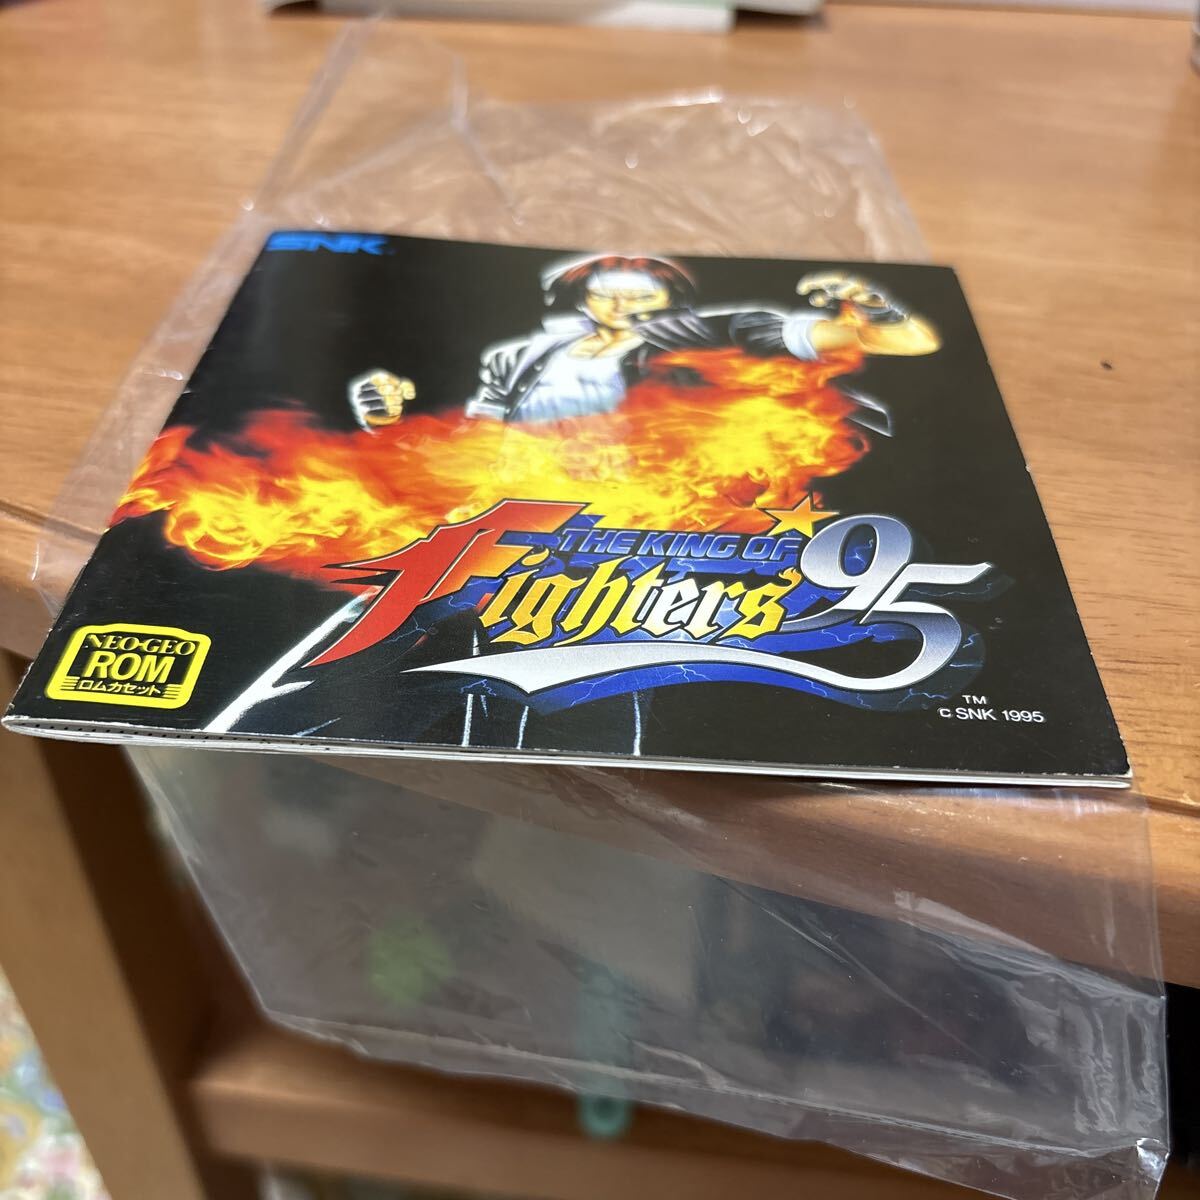 SNK
THE KING OF
Fighters '95
NEO·GEO
ROM
ロムカセット
TM
© SNK 1995